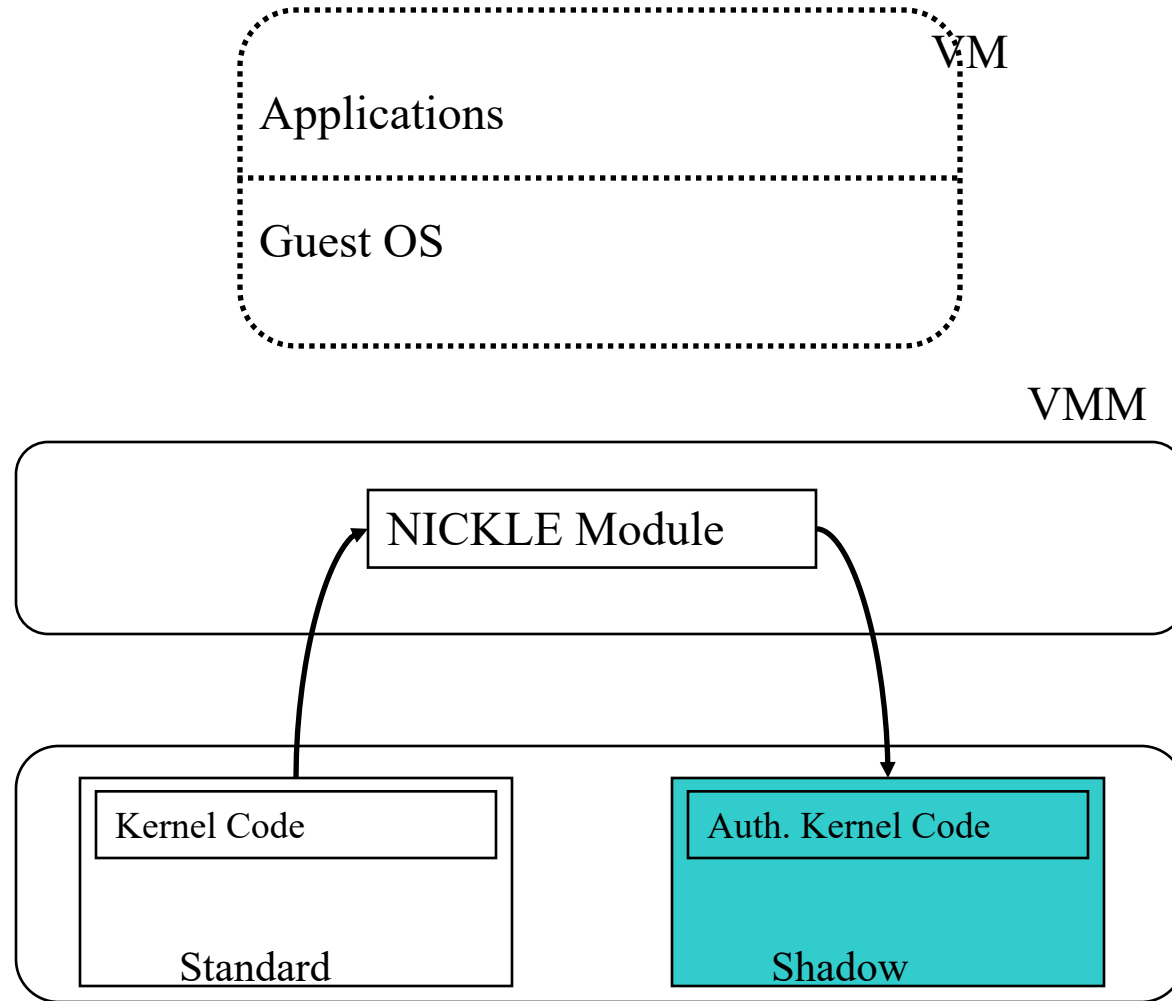 VM
Applications
Guest OS
VMM
NICKLE Module
Kernel Code
Auth. Kernel Code
Standard
Shadow